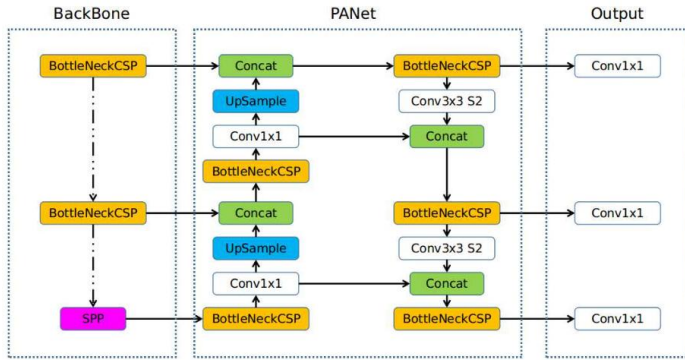 BackBone PANet Output
BottleNeckCSP Concat BottleNeckCSP Conv1x1
UpSample Conv3x3 S2
Conv1x1 Concat
BottleNeckCSP
BottleNeckCSP Concat BottleNeckCSP Conv1x1
UpSample Conv3x3 S2
Conv1x1 Concat
SPP BottleNeckCSP BottleNeckCSP Conv1x1